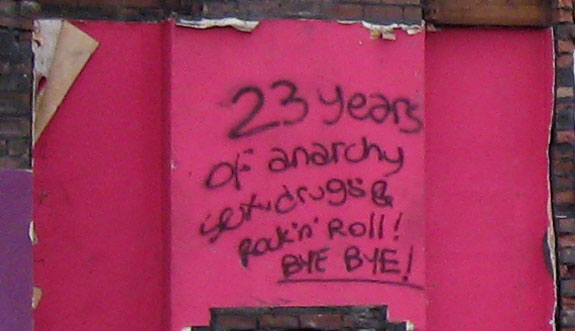 23 years
of anarchy
sex, drugs &
Rock'n'Roll!
BYE BYE!